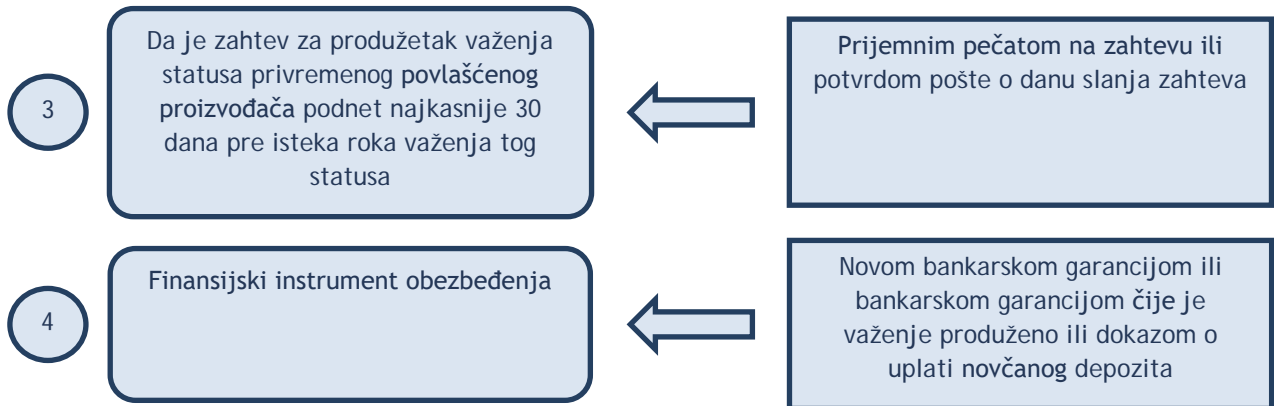 3
Da je zahtev za produžetak važenja
statusa privremenog povlašćenog
proizvođača podnet najkasnije 30
dana pre isteka roka važenja tog
statusa
Prijemnim pečatom na zahtevu ili
potvrdom pošte o danu slanja zahteva
4
Finansijski instrument obezbeđenja
Novom bankarskom garancijom ili
bankarskom garancijom čije je
važenje produženo ili dokazom o
uplati novčanog depozita